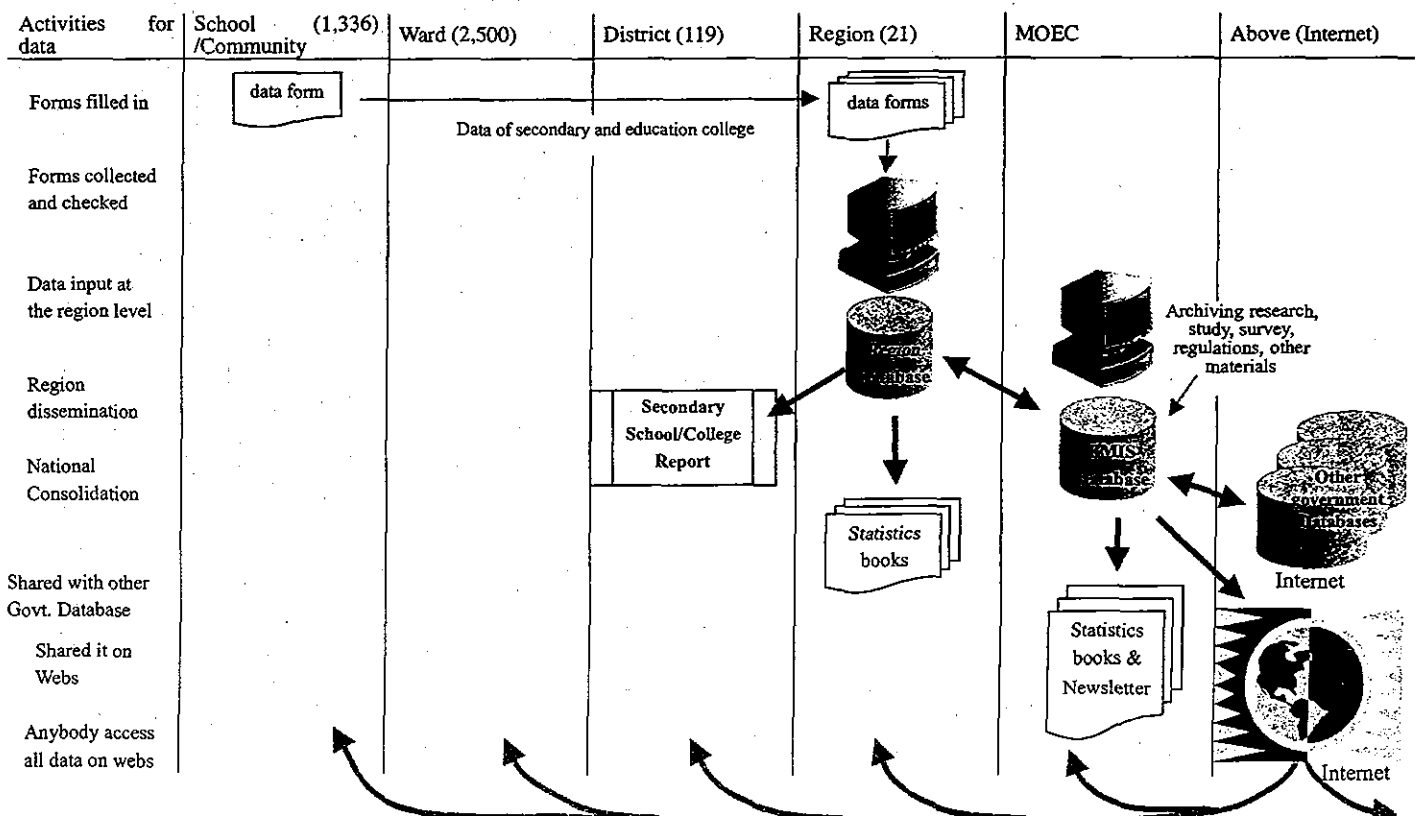 Activities for data
School (1,336) /Community
Ward (2,500)
District (119)
Region (21)
MOEC
Above (Internet)
Forms filled in
data form
data forms
Data of secondary and education college
Forms collected
and checked
Data input at
the region level
Archiving research,
study, survey,
regulations, other
materials
Region
Region
dissemination
Secondary
School/College
Report
National
Consolidation
Other
government
Databases
Statistics
books
Internet
Shared with other
Govt. Database
Statistics
books &
Newsletter
Shared it on
Webs
Anybody access
all data on webs
Internet